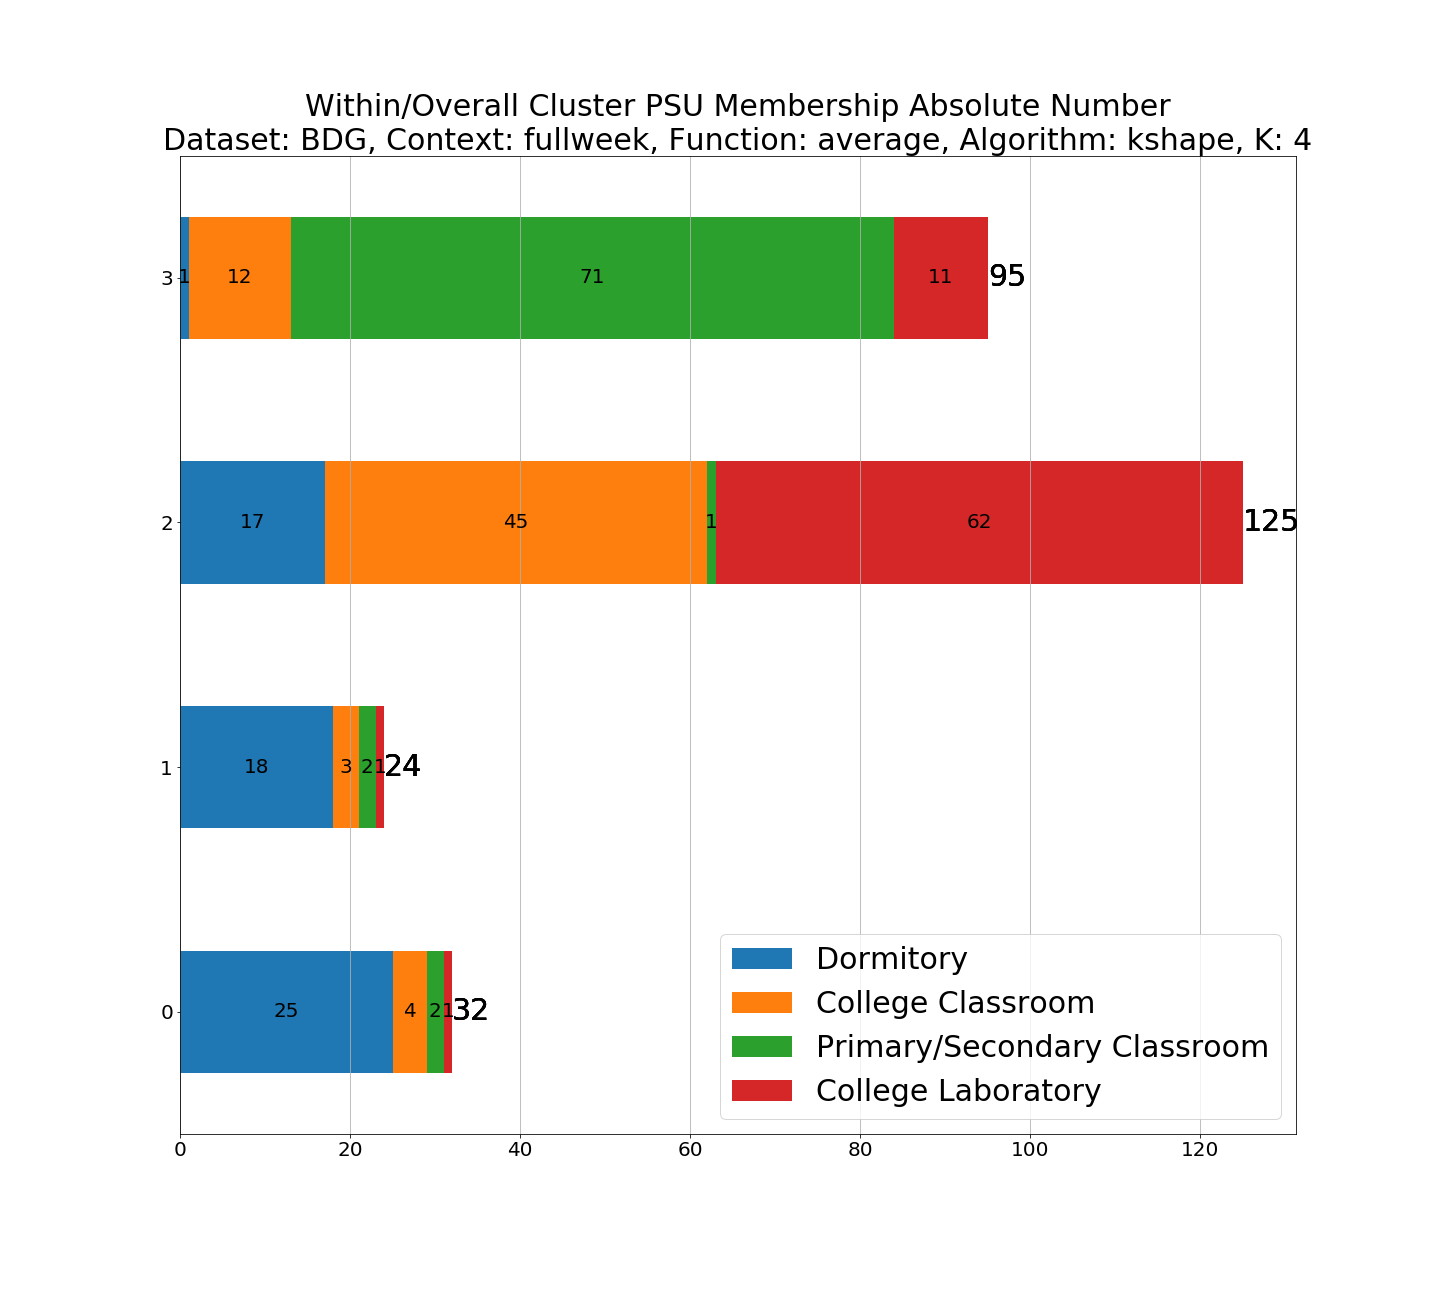 Within/Overall Cluster PSU Membership Absolute Number
Dataset: BDG, Context: fullweek, Function: average, Algorithm: kshape, K: 4
3 1 12 71 11 95
2 17 45 1 62 125
1 18 3 2 1 24
0 25 4 2 1 32
Dormitory
College Classroom
Primary/Secondary Classroom
College Laboratory
0 20 40 60 80 100 120